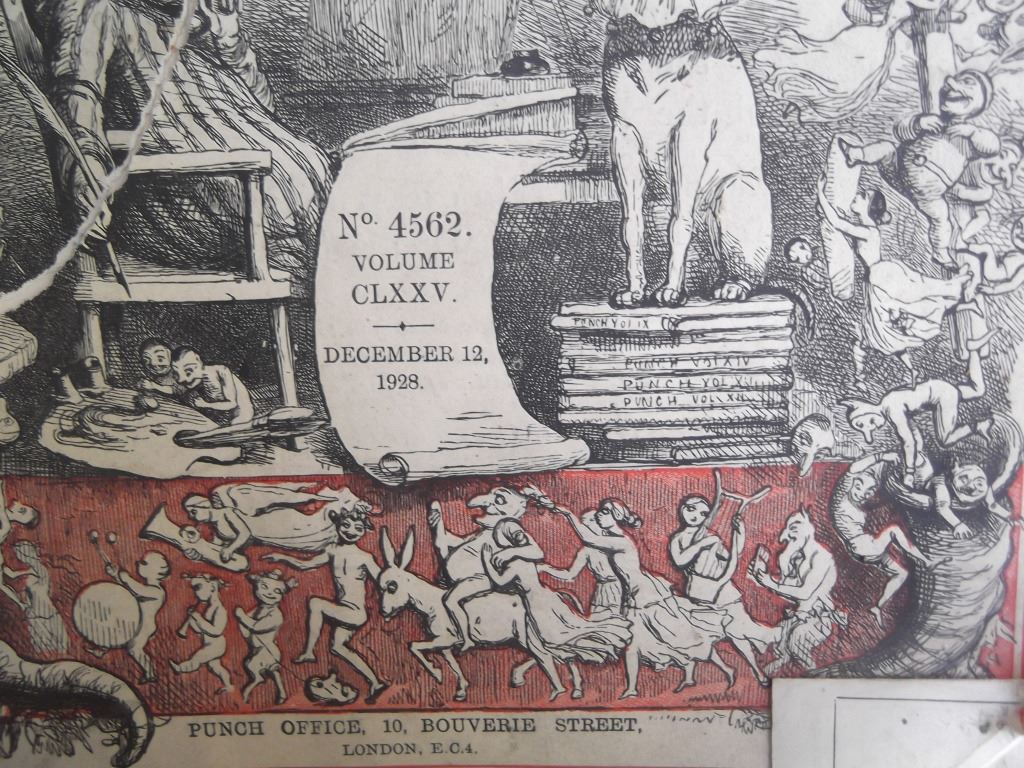 No. 4562.
VOLUME
CLXXV.
DECEMBER 12,
1928.
PUNCH VOL IX
PUNCH VOL XIV
PUNCH VOL XV
PUNCH VOL XII
PUNCH OFFICE, 10, BOUVERIE STREET,
LONDON, E.C.4.